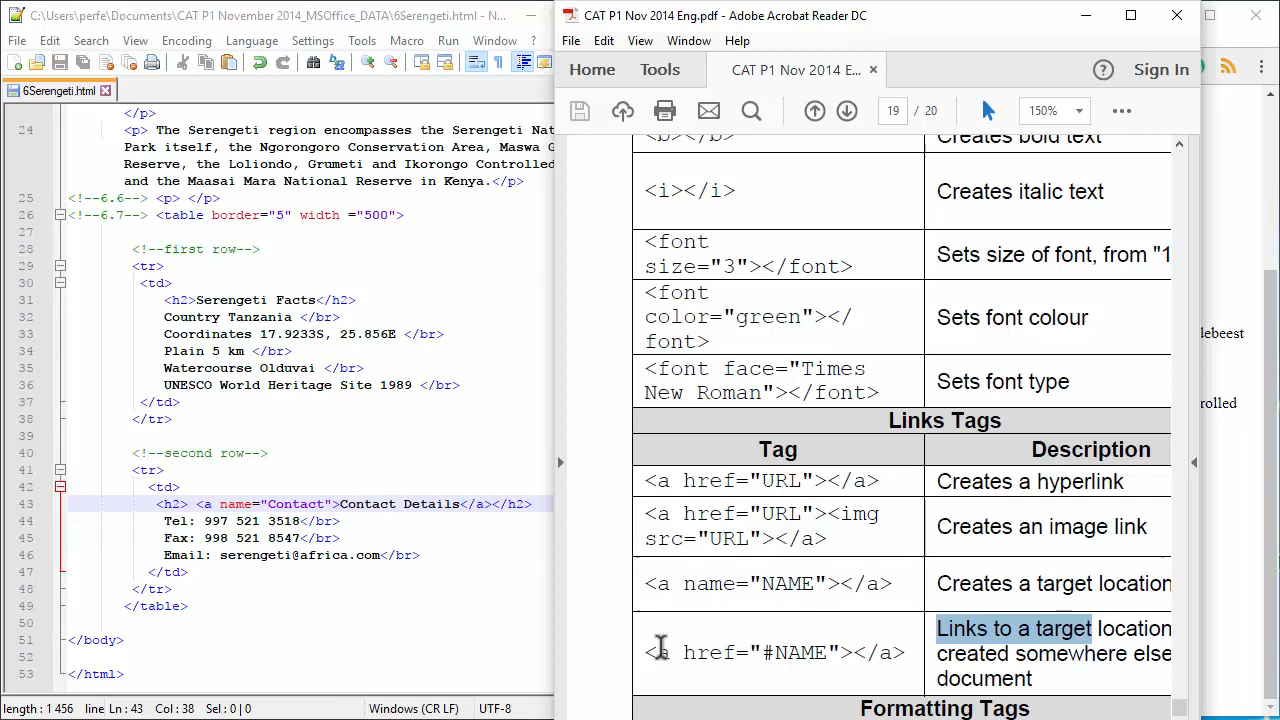 C:\Users\perfe\Documents\CAT P1 November 2014_MSOffice_DATA\6Serengeti.html - N...
File Edit Search View Encoding Language Settings Tools Macro Run Window ?
6Serengeti.html
</p>
24 <p> The Serengeti region encompasses the Serengeti Nat
Park itself, the Ngorongoro Conservation Area, Maswa G
Reserve, the Loliondo, Grumeti and Ikorongo Controlled
and the Maasai Mara National Reserve in Kenya.</p>
25 <!--6.6--> <p> </p>
26 <!--6.7--> <table border="5" width ="500">
27
28 <!--first row-->
29 <tr>
30 <td>
31 <h2>Serengeti Facts</h2>
32 Country Tanzania </br>
33 Coordinates 17.9233S, 25.856E </br>
34 Plain 5 km </br>
35 Watercourse Olduvai </br>
36 UNESCO World Heritage Site 1989 </br>
37 </td>
38 </tr>
39
40 <!--second row-->
41 <tr>
42 <td>
43 <h2> <a name="Contact">Contact Details</a></h2>
44 Tel: 997 521 3518</br>
45 Fax: 998 521 8547</br>
46 Email: serengeti@africa.com</br>
47 </td>
48 </tr>
49 </table>
50
51 </body>
52
53 </html>
length : 1 456 line Ln : 43 Col : 38 Sel : 0 | 0 Windows (CR LF) UTF-8
CAT P1 Nov 2014 Eng.pdf - Adobe Acrobat Reader DC
File Edit View Window Help
Home Tools CAT P1 Nov 2014 E... × Sign In
19 / 20 150%
<b></b> Creates bold text
<i></i> Creates italic text
<font
size="3"></font> Sets size of font, from "1
<font
color="green"></
font> Sets font colour
<font face="Times
New Roman"></font> Sets font type
Links Tags
Tag Description
<a href="URL"></a> Creates a hyperlink
<a href="URL"><img
src="URL"></a> Creates an image link
<a name="NAME"></a> Creates a target location
<a href="#NAME"></a> Links to a target location
created somewhere else
document
Formatting Tags
debeest
rolled